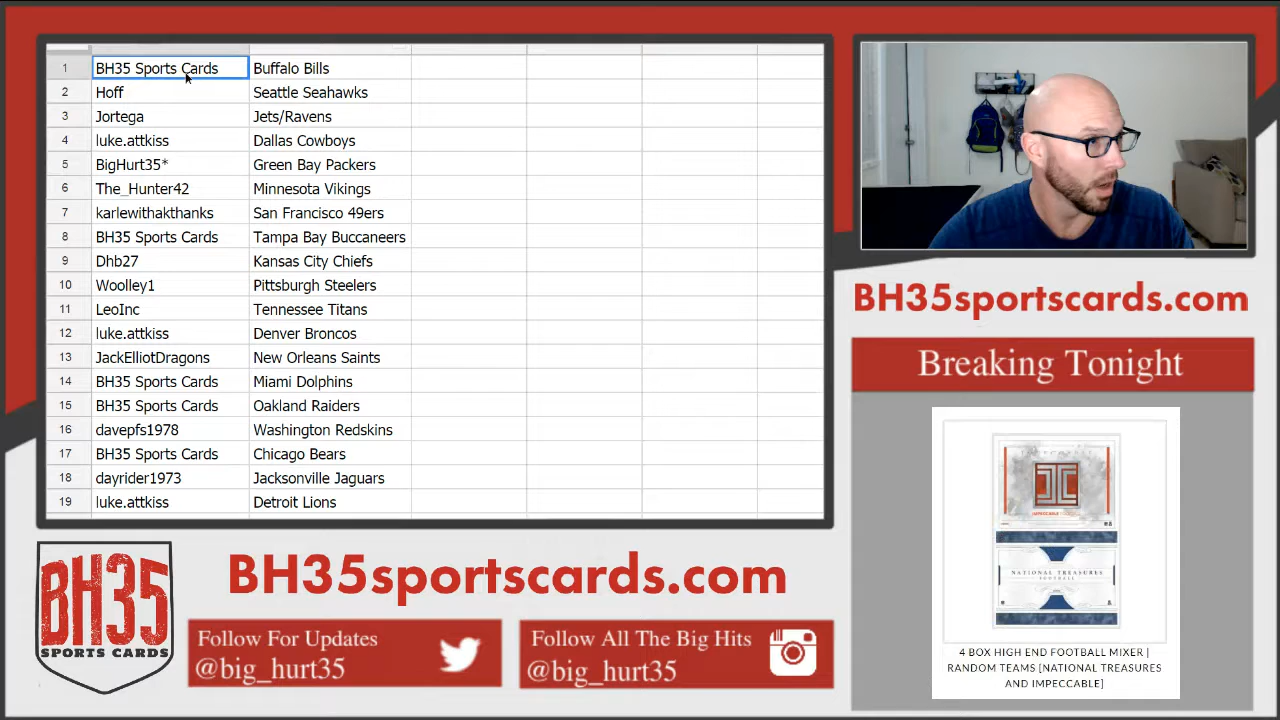 1 BH35 Sports Cards Buffalo Bills
2 Hoff Seattle Seahawks
3 Jortega Jets/Ravens
4 luke.attkiss Dallas Cowboys
5 BigHurt35* Green Bay Packers
6 The_Hunter42 Minnesota Vikings
7 karlewithakthanks San Francisco 49ers
8 BH35 Sports Cards Tampa Bay Buccaneers
9 Dhb27 Kansas City Chiefs
10 Woolley1 Pittsburgh Steelers
11 LeoInc Tennessee Titans
12 luke.attkiss Denver Broncos
13 JackElliotDragons New Orleans Saints
14 BH35 Sports Cards Miami Dolphins
15 BH35 Sports Cards Oakland Raiders
16 davepfs1978 Washington Redskins
17 BH35 Sports Cards Chicago Bears
18 dayrider1973 Jacksonville Jaguars
19 luke.attkiss Detroit Lions
BH35sportscards.com
Breaking Tonight
NATIONAL TREASURES
FOOTBALL
4 BOX HIGH END FOOTBALL MIXER |
RANDOM TEAMS [NATIONAL TREASURES
AND IMPECCABLE]
BH35
SPORTS CARDS
BH35sportscards.com
Follow For Updates
@big_hurt35
Follow All The Big Hits
@big_hurt35